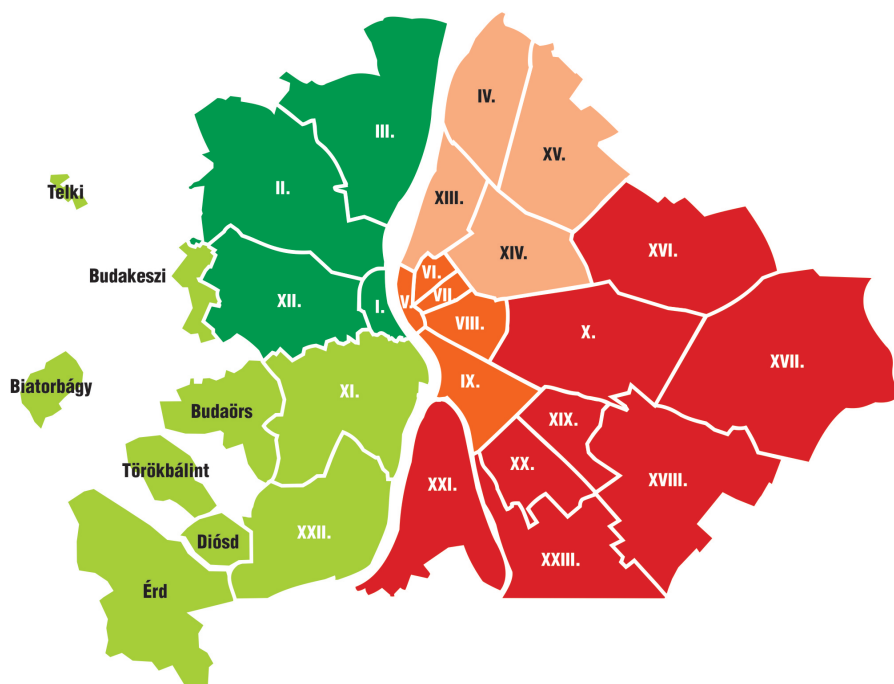 IV.
III.
XV.
II.
Telki
XIII.
XIV.
XVI.
Budakeszi
VI.
VII.
XII.
I.
V.
VIII.
X.
XVII.
Biatorbágy
XI.
IX.
Budaörs
XIX.
Törökbálint
XX.
XXI.
XVIII.
XXII.
Diósd
XXIII.
Érd